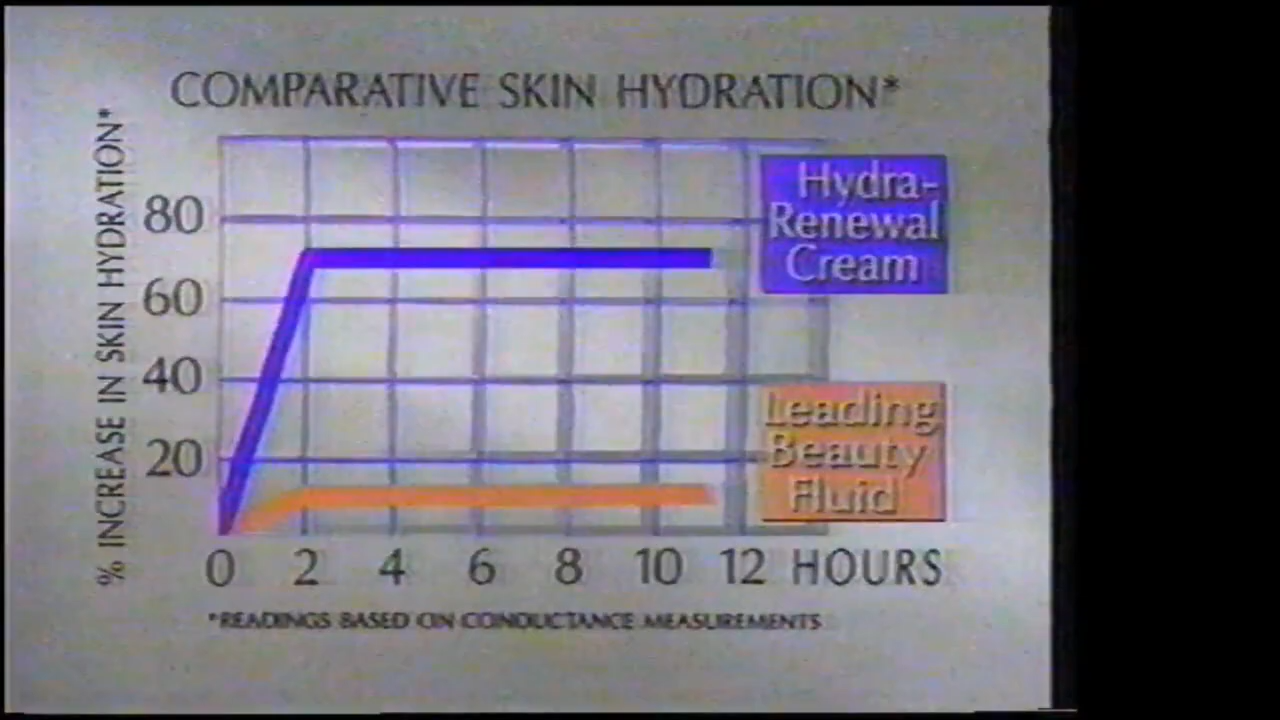 COMPARATIVE SKIN HYDRATION*
% INCREASE IN SKIN HYDRATION*
80
60
40
20
Hydra-
Renewal
Cream
Leading
Beauty
Fluid
0 2 4 6 8 10 12 HOURS
*READINGS BASED ON CONDUCTANCE MEASUREMENTS